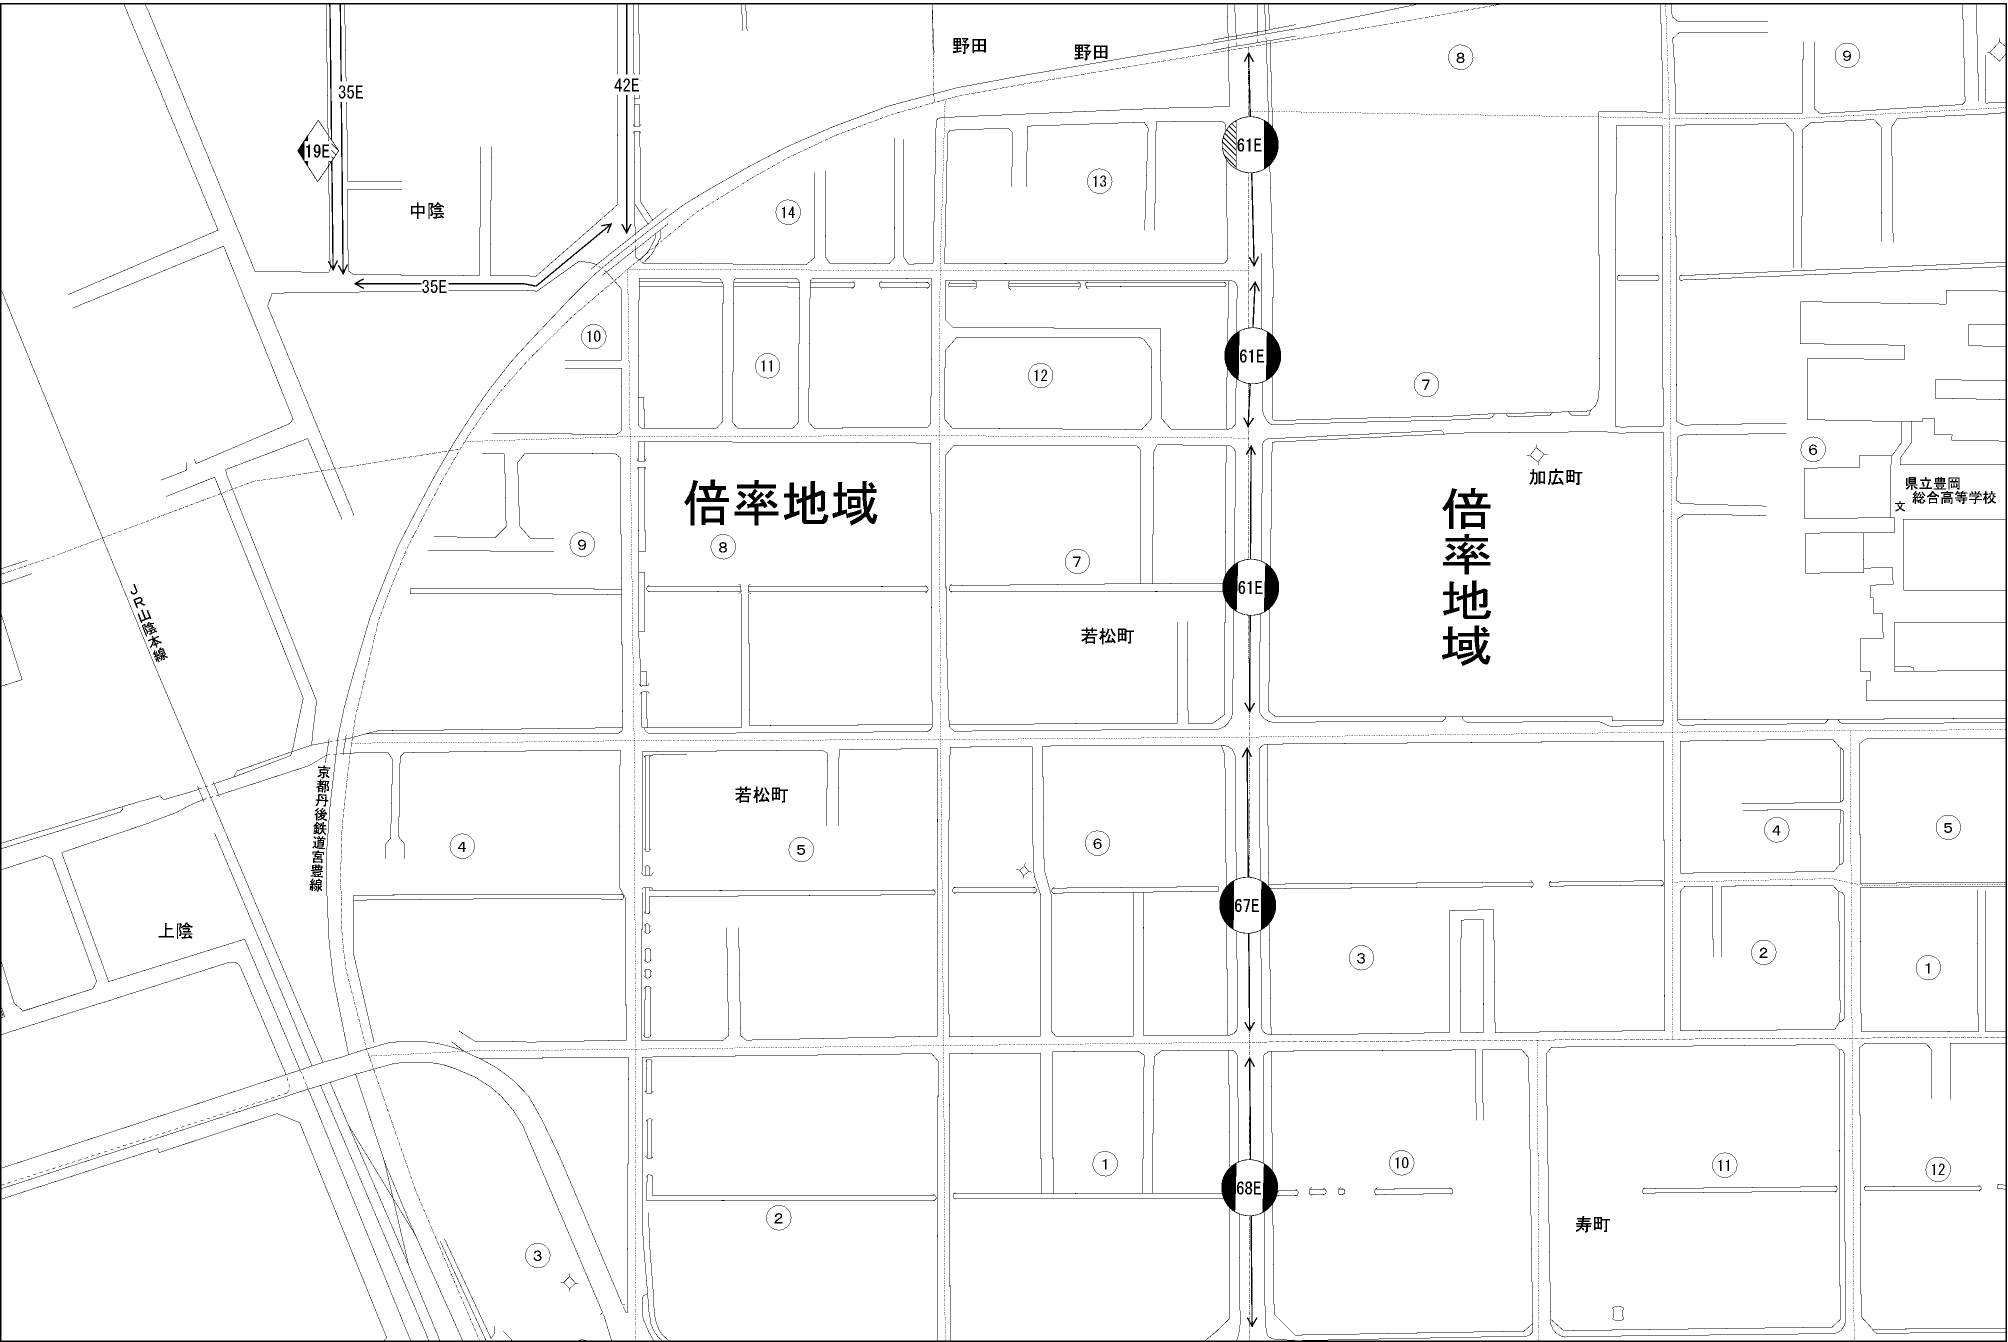 野田
野田
⑧
⑨
35E
42E
19E
61E
中陰
⑭
⑬
35E
⑩
⑪
⑫
61E
⑦
⑥
加広町
倍率地域
倍率地域
県立豊岡
総合高等学校
文
⑨
⑧
⑦
61E
若松町
JR山陰本線
京都丹後鉄道宮豊線
若松町
④
⑤
⑥
④
⑤
67E
上陰
③
②
①
①
⑩
⑪
⑫
68E
②
寿町
③